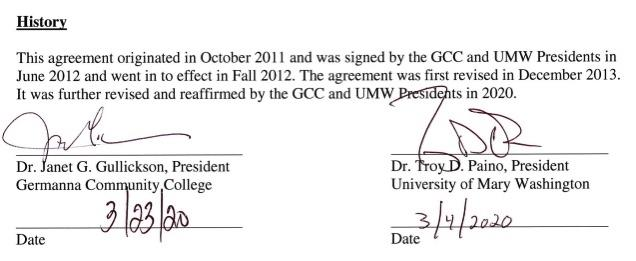 History
This agreement originated in October 2011 and was signed by the GCC and UMW Presidents in
June 2012 and went in to effect in Fall 2012. The agreement was first revised in December 2013.
It was further revised and reaffirmed by the GCC and UMW Presidents in 2020.
Dr. Janet G. Gullickson, President
Germanna Community College
3/23/20
Date
Dr. Troy D. Paino, President
University of Mary Washington
3/4/2020
Date